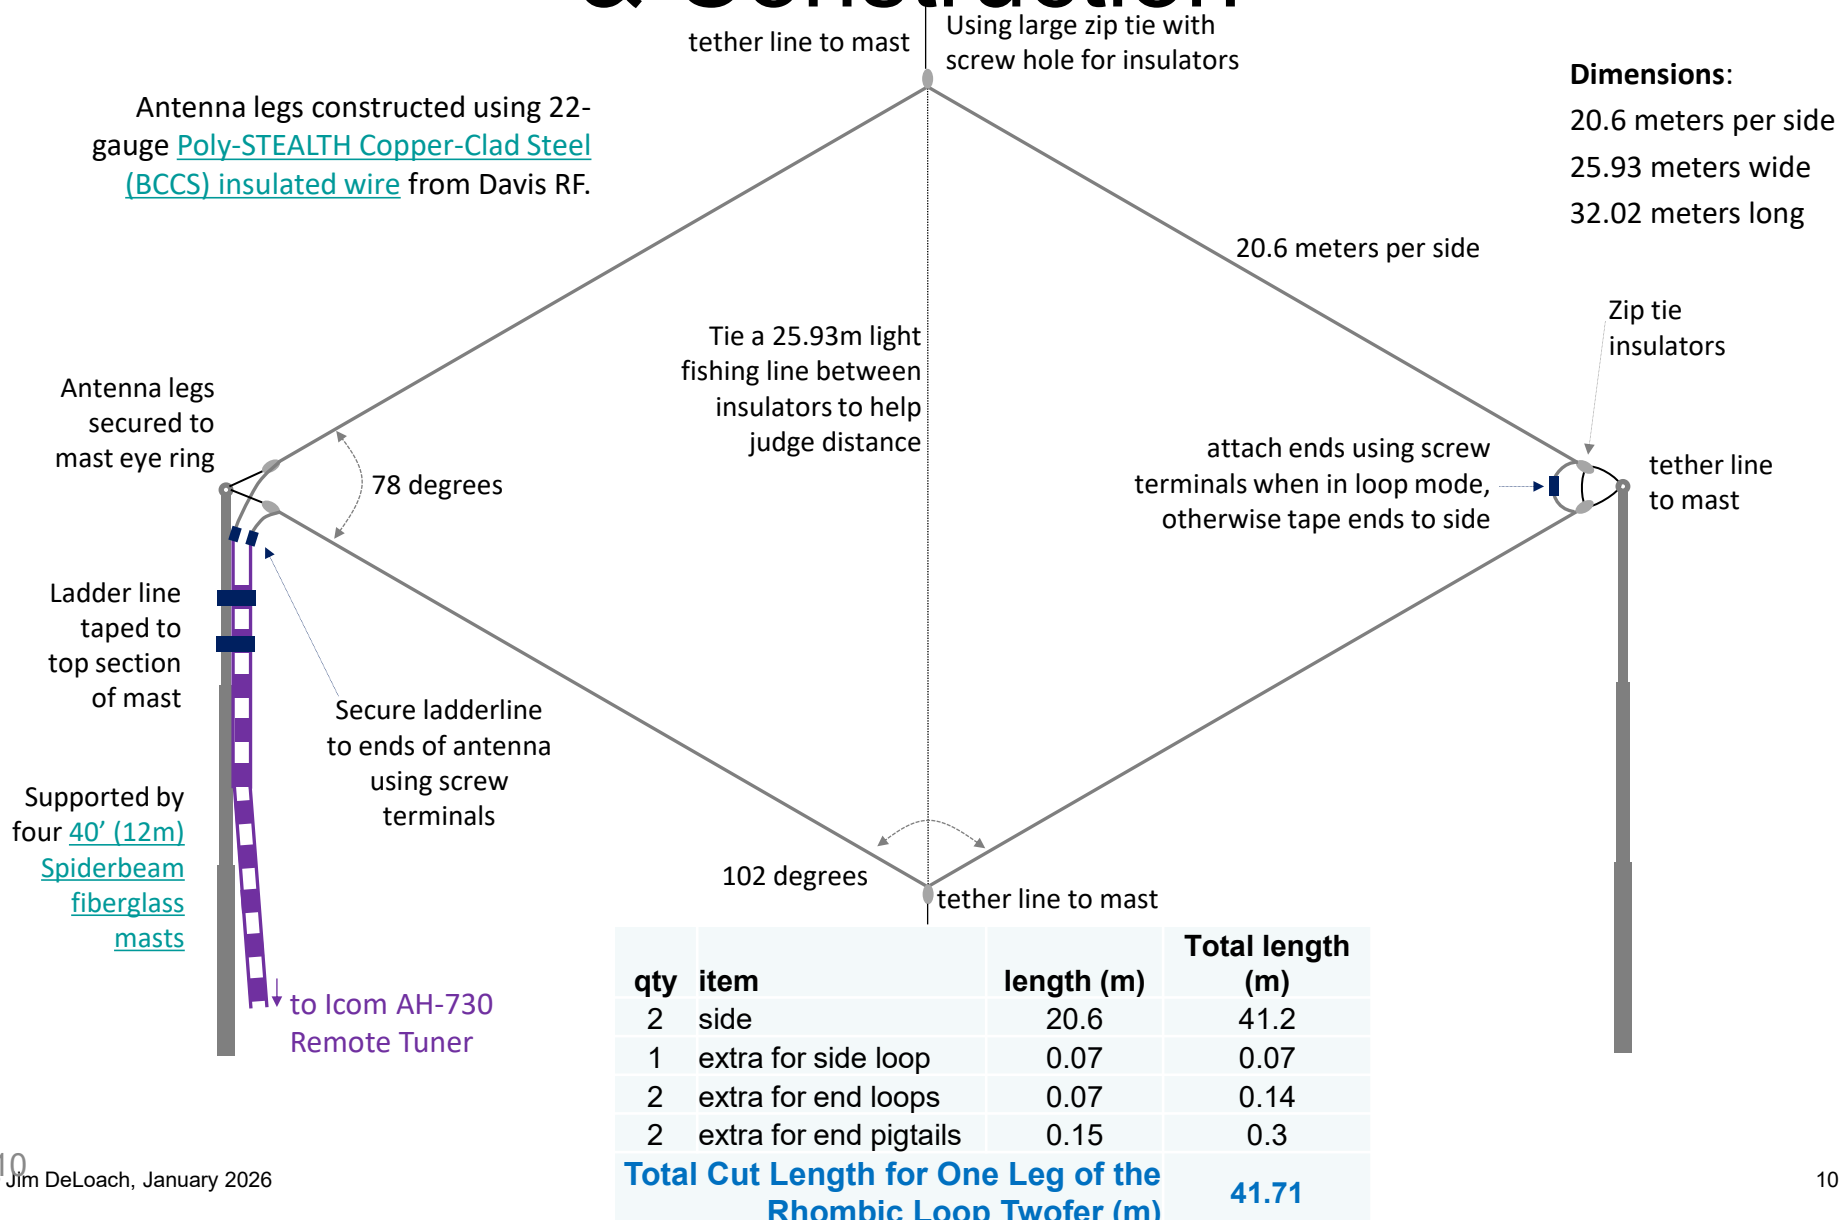 & Construction
tether line to mast
Using large zip tie with
screw hole for insulators
Dimensions:
20.6 meters per side
25.93 meters wide
32.02 meters long
Antenna legs constructed using 22-
gauge Poly-STEALTH Copper-Clad Steel
(BCCS) insulated wire from Davis RF.
20.6 meters per side
Zip tie
insulators
Tie a 25.93m light
fishing line between
insulators to help
judge distance
Antenna legs
secured to
mast eye ring
78 degrees
attach ends using screw
terminals when in loop mode,
otherwise tape ends to side
tether line
to mast
Ladder line
taped to
top section
of mast
Secure ladderline
to ends of antenna
using screw
terminals
Supported by
four 40’ (12m)
Spiderbeam
fiberglass
masts
102 degrees
tether line to mast
to Icom AH-730
Remote Tuner
qty item length (m) Total length (m)
2 side 20.6 41.2
1 extra for side loop 0.07 0.07
2 extra for end loops 0.07 0.14
2 extra for end pigtails 0.15 0.3
Total Cut Length for One Leg of the
Rhombic Loop Twofer (m) 41.71
10
Jim DeLoach, January 2026
10